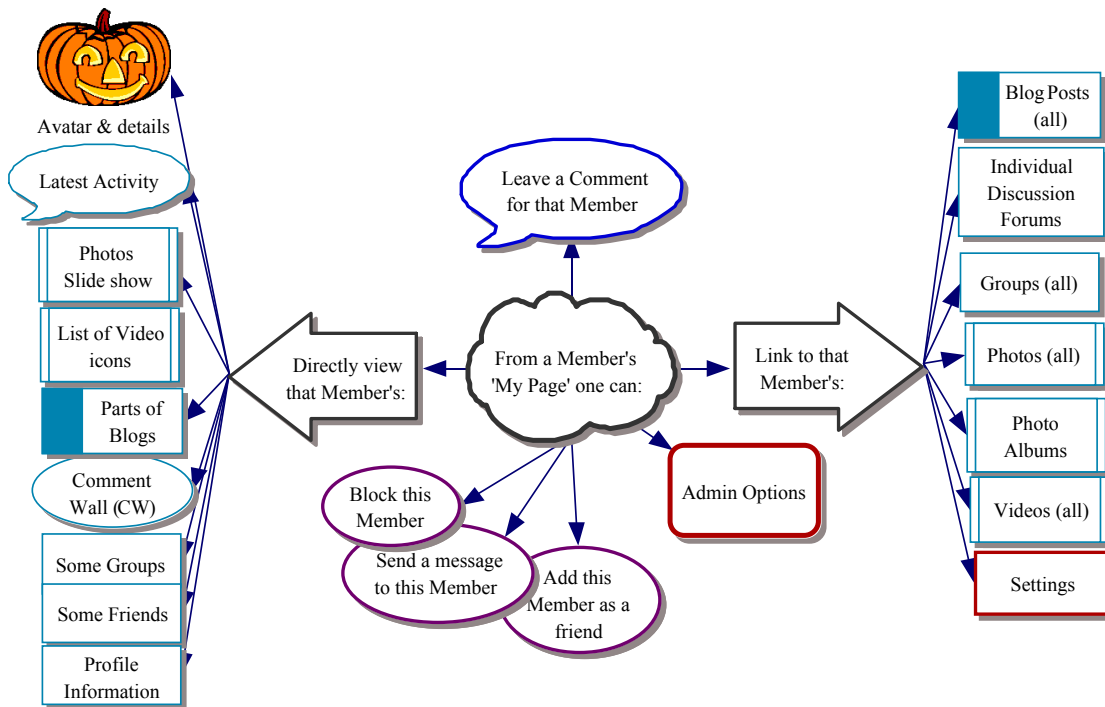 Avatar & details
Latest Activity
Photos
Slide show
List of Video
icons
Parts of
Blogs
Comment
Wall (CW)
Some Groups
Some Friends
Profile
Information
Directly view
that Member's:
Leave a Comment
for that Member
From a Member's
'My Page' one can:
Block this
Member
Send a message
to this Member
Add this
Member as a
friend
Admin Options
Link to that
Member's:
Blog Posts
(all)
Individual
Discussion
Forums
Groups (all)
Photos (all)
Photo
Albums
Videos (all)
Settings